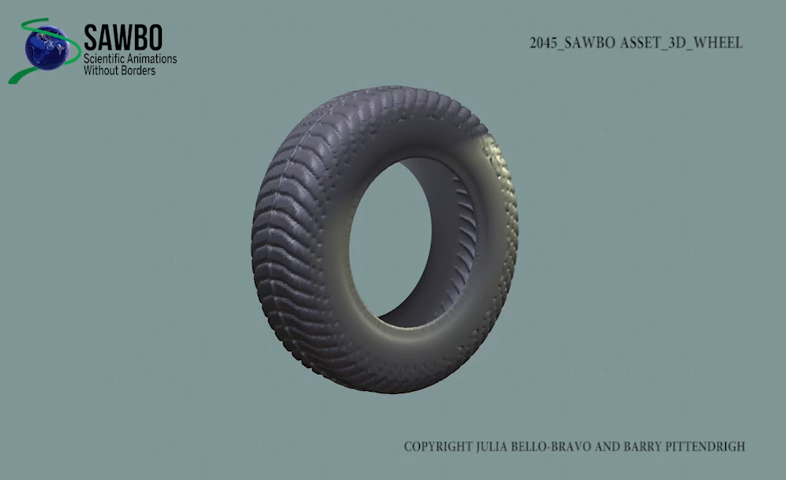 SAWBO
Scientific Animations
Without Borders
2045_SAWBO ASSET_3D_WHEEL
COPYRIGHT JULIA BELLO-BRAVO AND BARRY PITTENDRIGH